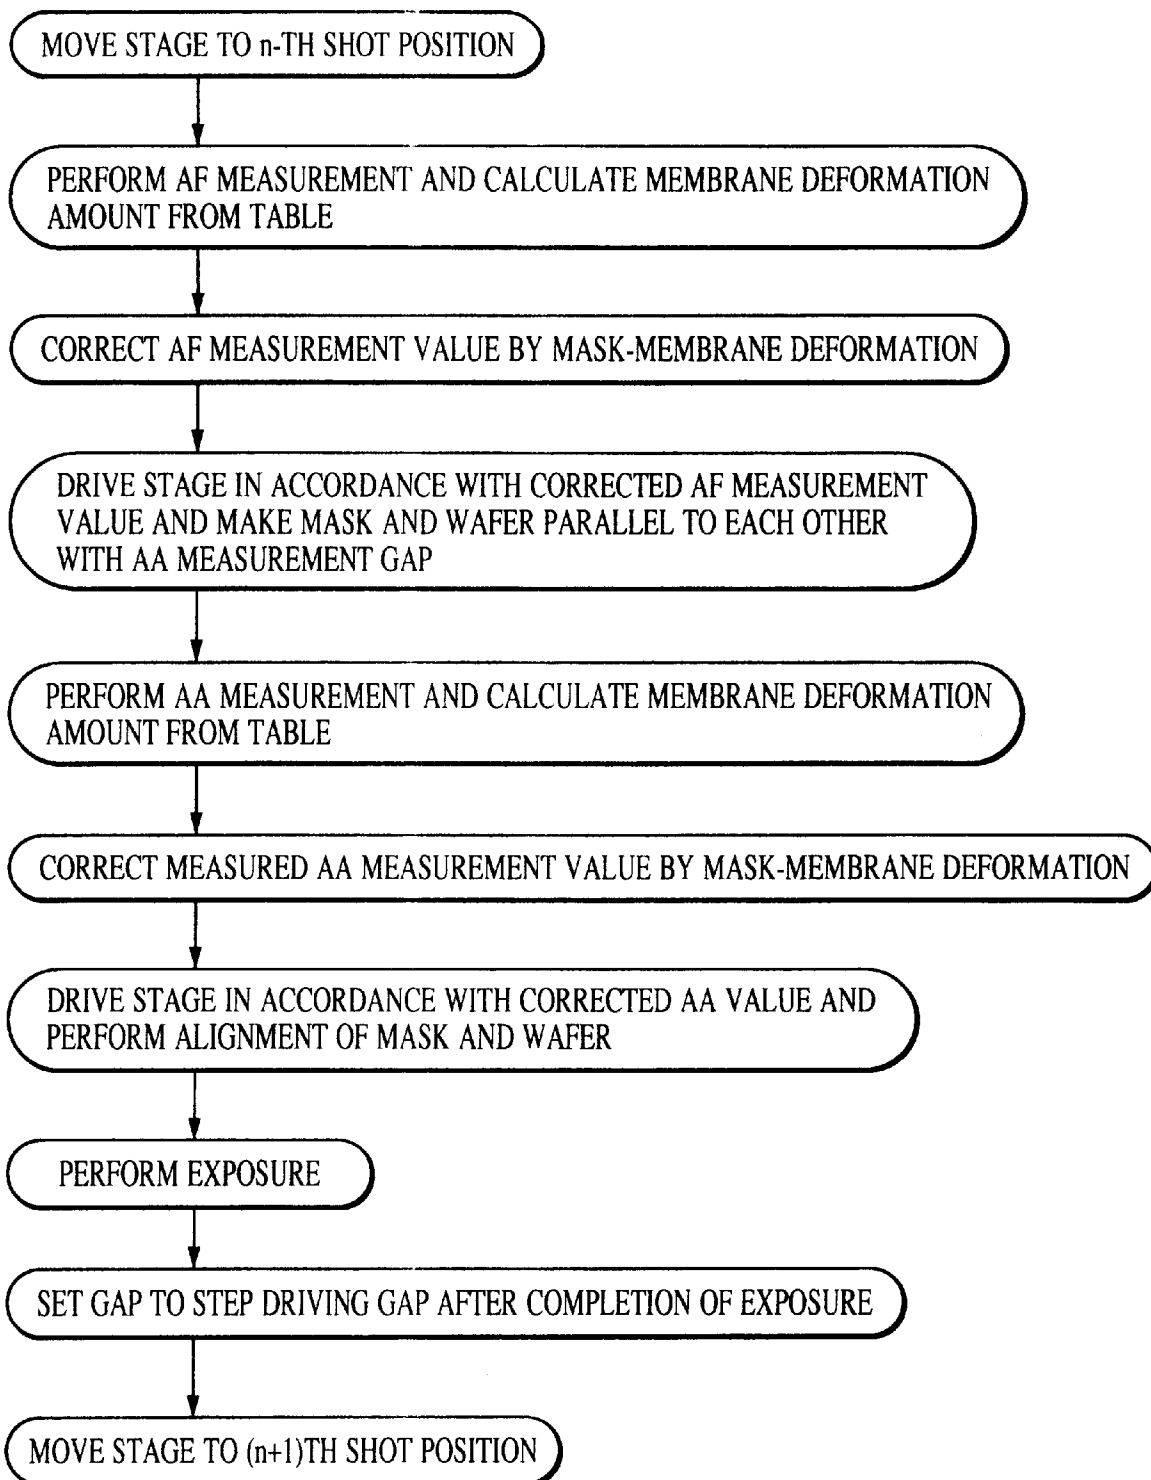 MOVE STAGE TO n-TH SHOT POSITION
PERFORM AF MEASUREMENT AND CALCULATE MEMBRANE DEFORMATION
AMOUNT FROM TABLE
CORRECT AF MEASUREMENT VALUE BY MASK-MEMBRANE DEFORMATION
DRIVE STAGE IN ACCORDANCE WITH CORRECTED AF MEASUREMENT
VALUE AND MAKE MASK AND WAFER PARALLEL TO EACH OTHER
WITH AA MEASUREMENT GAP
PERFORM AA MEASUREMENT AND CALCULATE MEMBRANE DEFORMATION
AMOUNT FROM TABLE
CORRECT MEASURED AA MEASUREMENT VALUE BY MASK-MEMBRANE DEFORMATION
DRIVE STAGE IN ACCORDANCE WITH CORRECTED AA VALUE AND
PERFORM ALIGNMENT OF MASK AND WAFER
PERFORM EXPOSURE
SET GAP TO STEP DRIVING GAP AFTER COMPLETION OF EXPOSURE
MOVE STAGE TO (n+1)TH SHOT POSITION